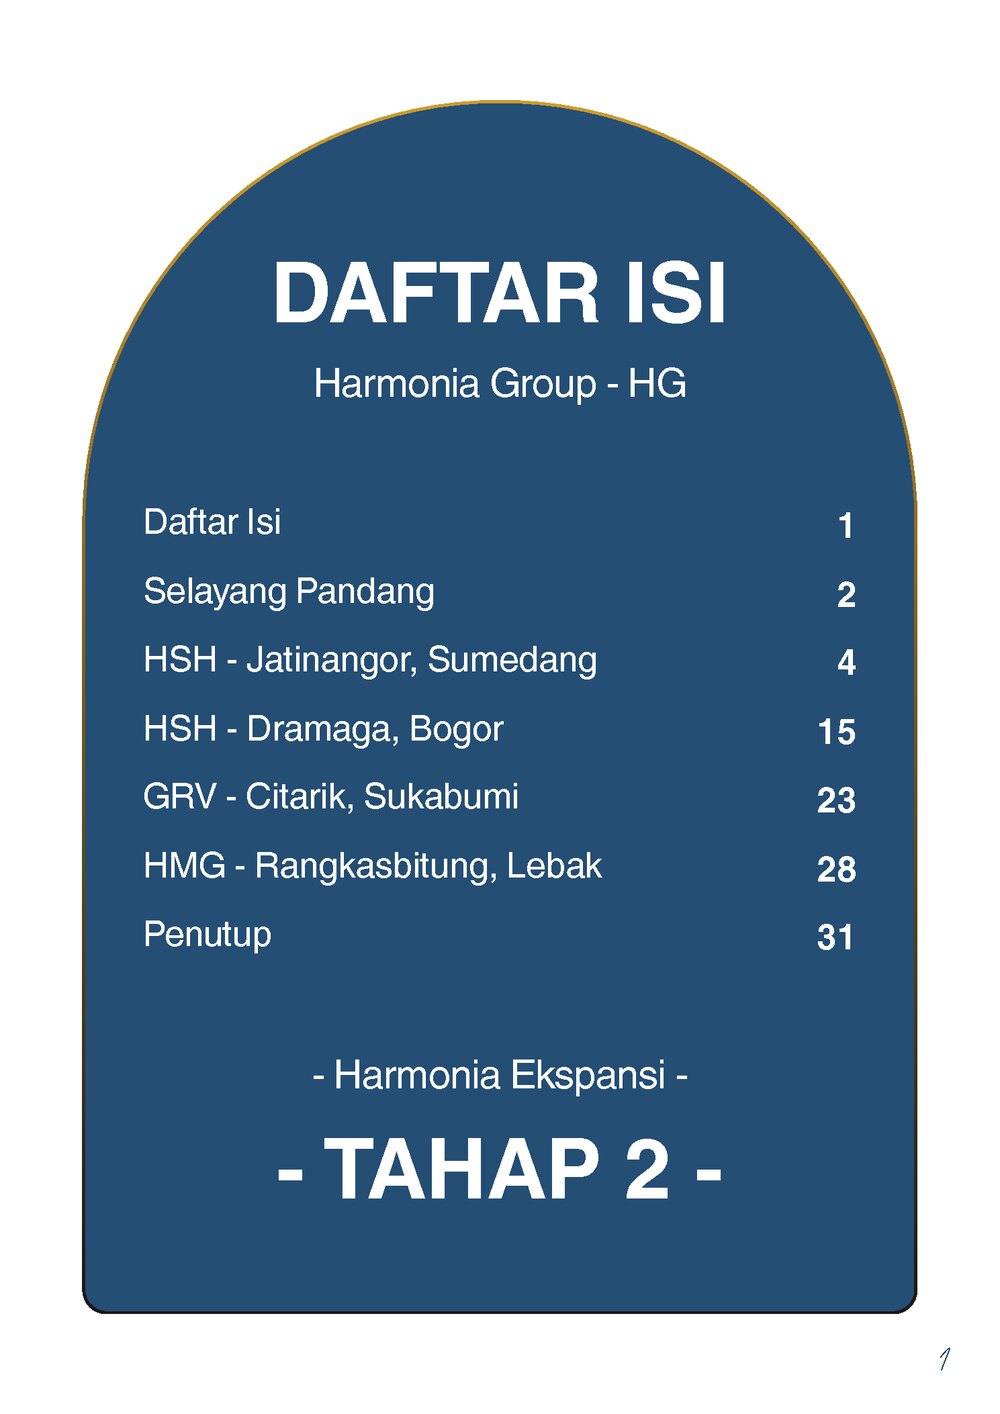 DAFTAR ISI
Harmonia Group - HG
Daftar Isi 1
Selayang Pandang 2
HSH - Jatinangor, Sumedang 4
HSH - Dramaga, Bogor 15
GRV - Citarik, Sukabumi 23
HMG - Rangkasbitung, Lebak 28
Penutup 31
- Harmonia Ekspansi -
- TAHAP 2 -
1